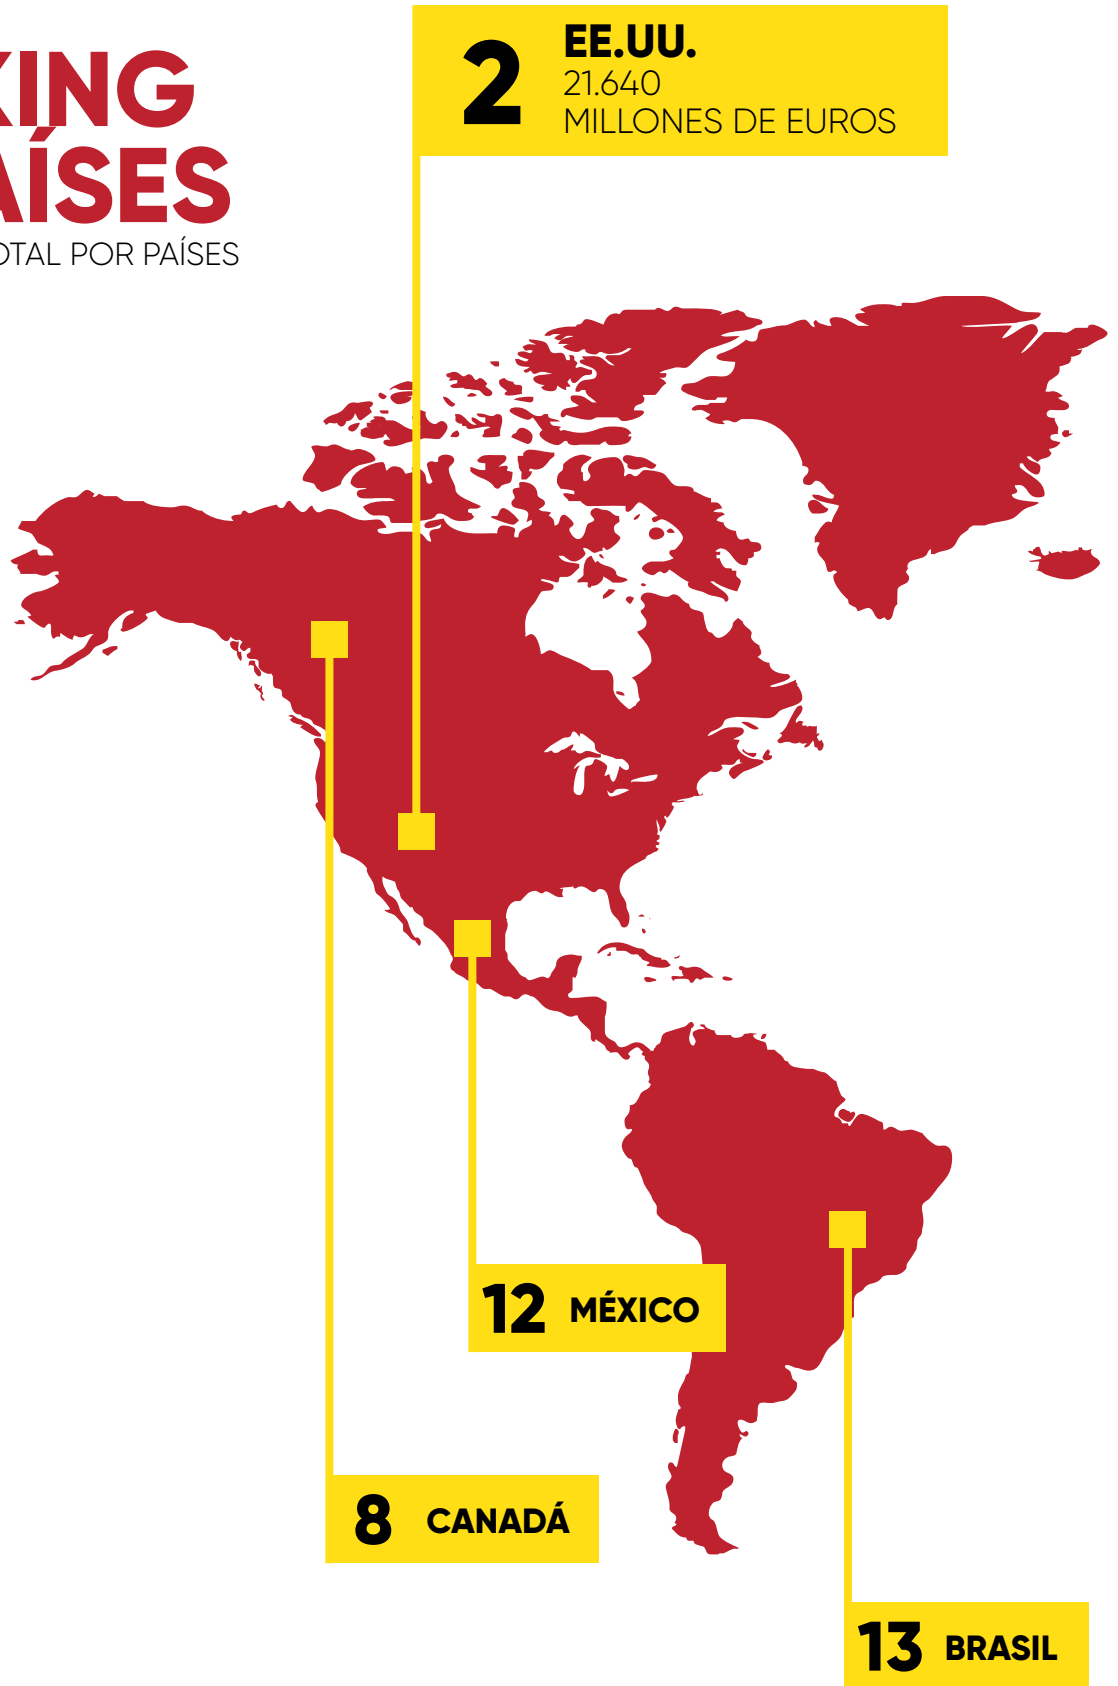 KING
AÍSES
OTAL POR PAÍSES
2
EE.UU.
21.640
MILLONES DE EUROS
12 MÉXICO
8 CANADÁ
13 BRASIL